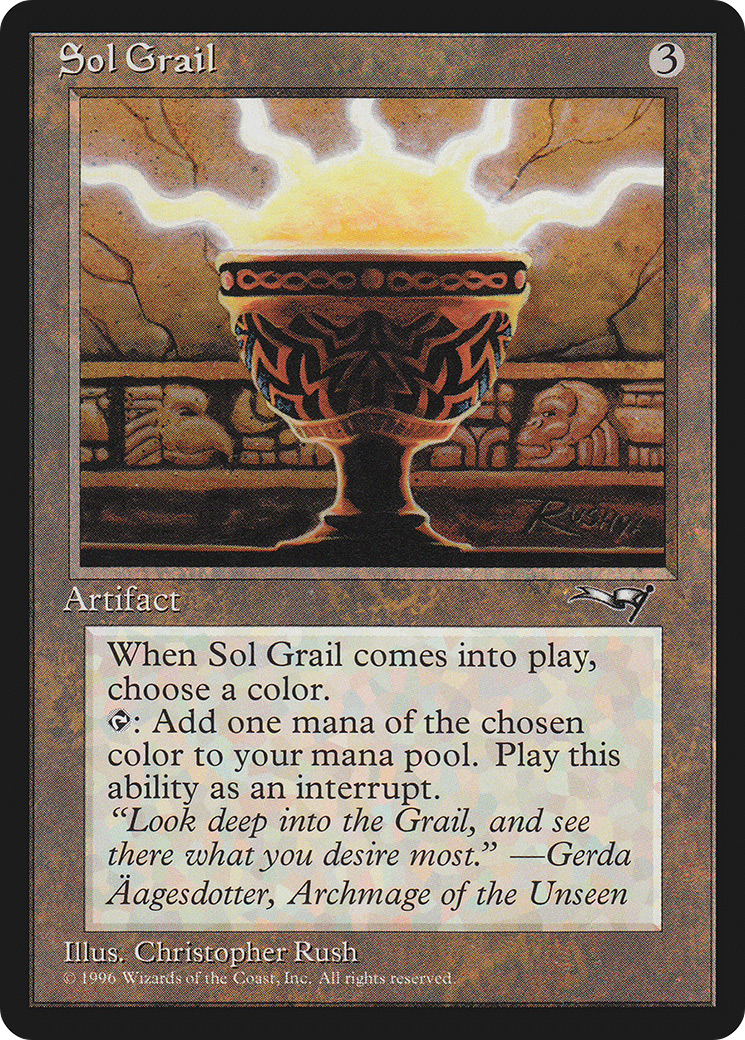 Sol Grail
3
Rush 94
Artifact
When Sol Grail comes into play,
choose a color.
: Add one mana of the chosen
color to your mana pool. Play this
ability as an interrupt.
“Look deep into the Grail, and see
there what you desire most.” —Gerda
Äagesdotter, Archmage of the Unseen
Illus. Christopher Rush
© 1996 Wizards of the Coast, Inc. All rights reserved.